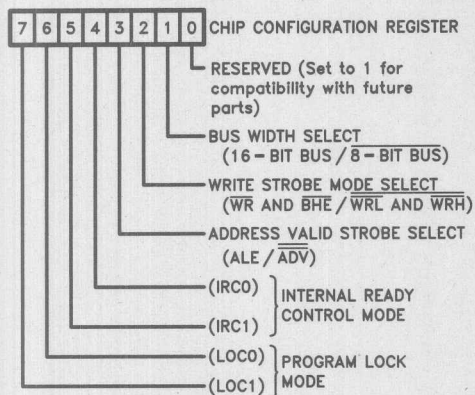 7 6 5 4 3 2 1 0 CHIP CONFIGURATION REGISTER
RESERVED (Set to 1 for
compatibility with future
parts)
BUS WIDTH SELECT
(16 – BIT BUS / 8 – BIT BUS)
WRITE STROBE MODE SELECT
(WR AND BHE / WRL AND WRH)
ADDRESS VALID STROBE SELECT
(ALE / ADV)
(IRC0)
INTERNAL READY
CONTROL MODE
(IRC1)
(LOC0)
PROGRAM LOCK
MODE
(LOC1)